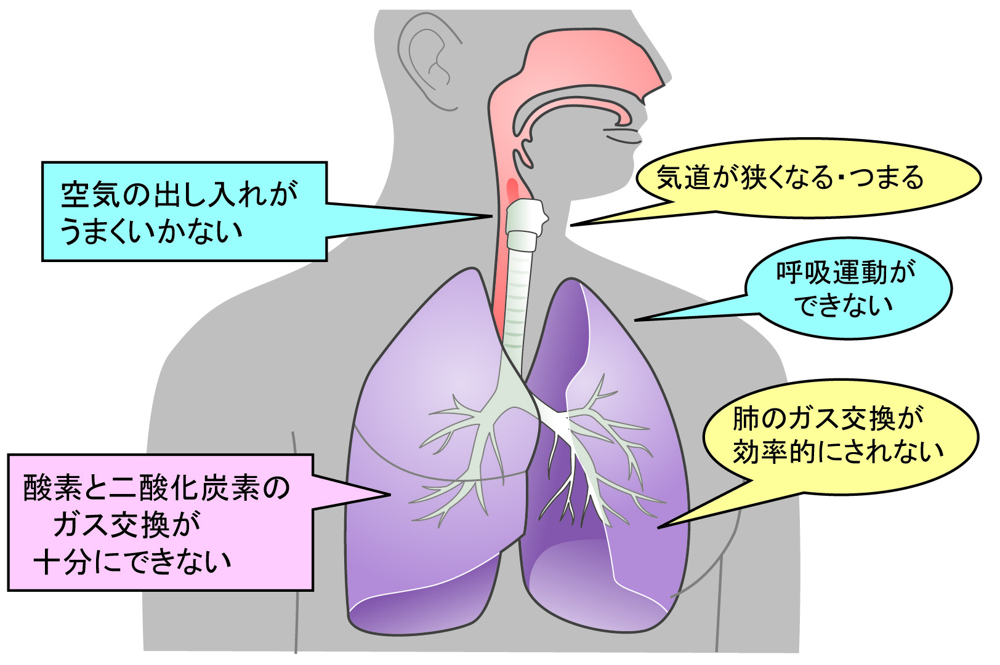 空気の出し入れが
うまくいかない
気道が狭くなる・つまる
呼吸運動が
できない
肺のガス交換が
効率的にされない
酸素と二酸化炭素の
ガス交換が
十分にできない